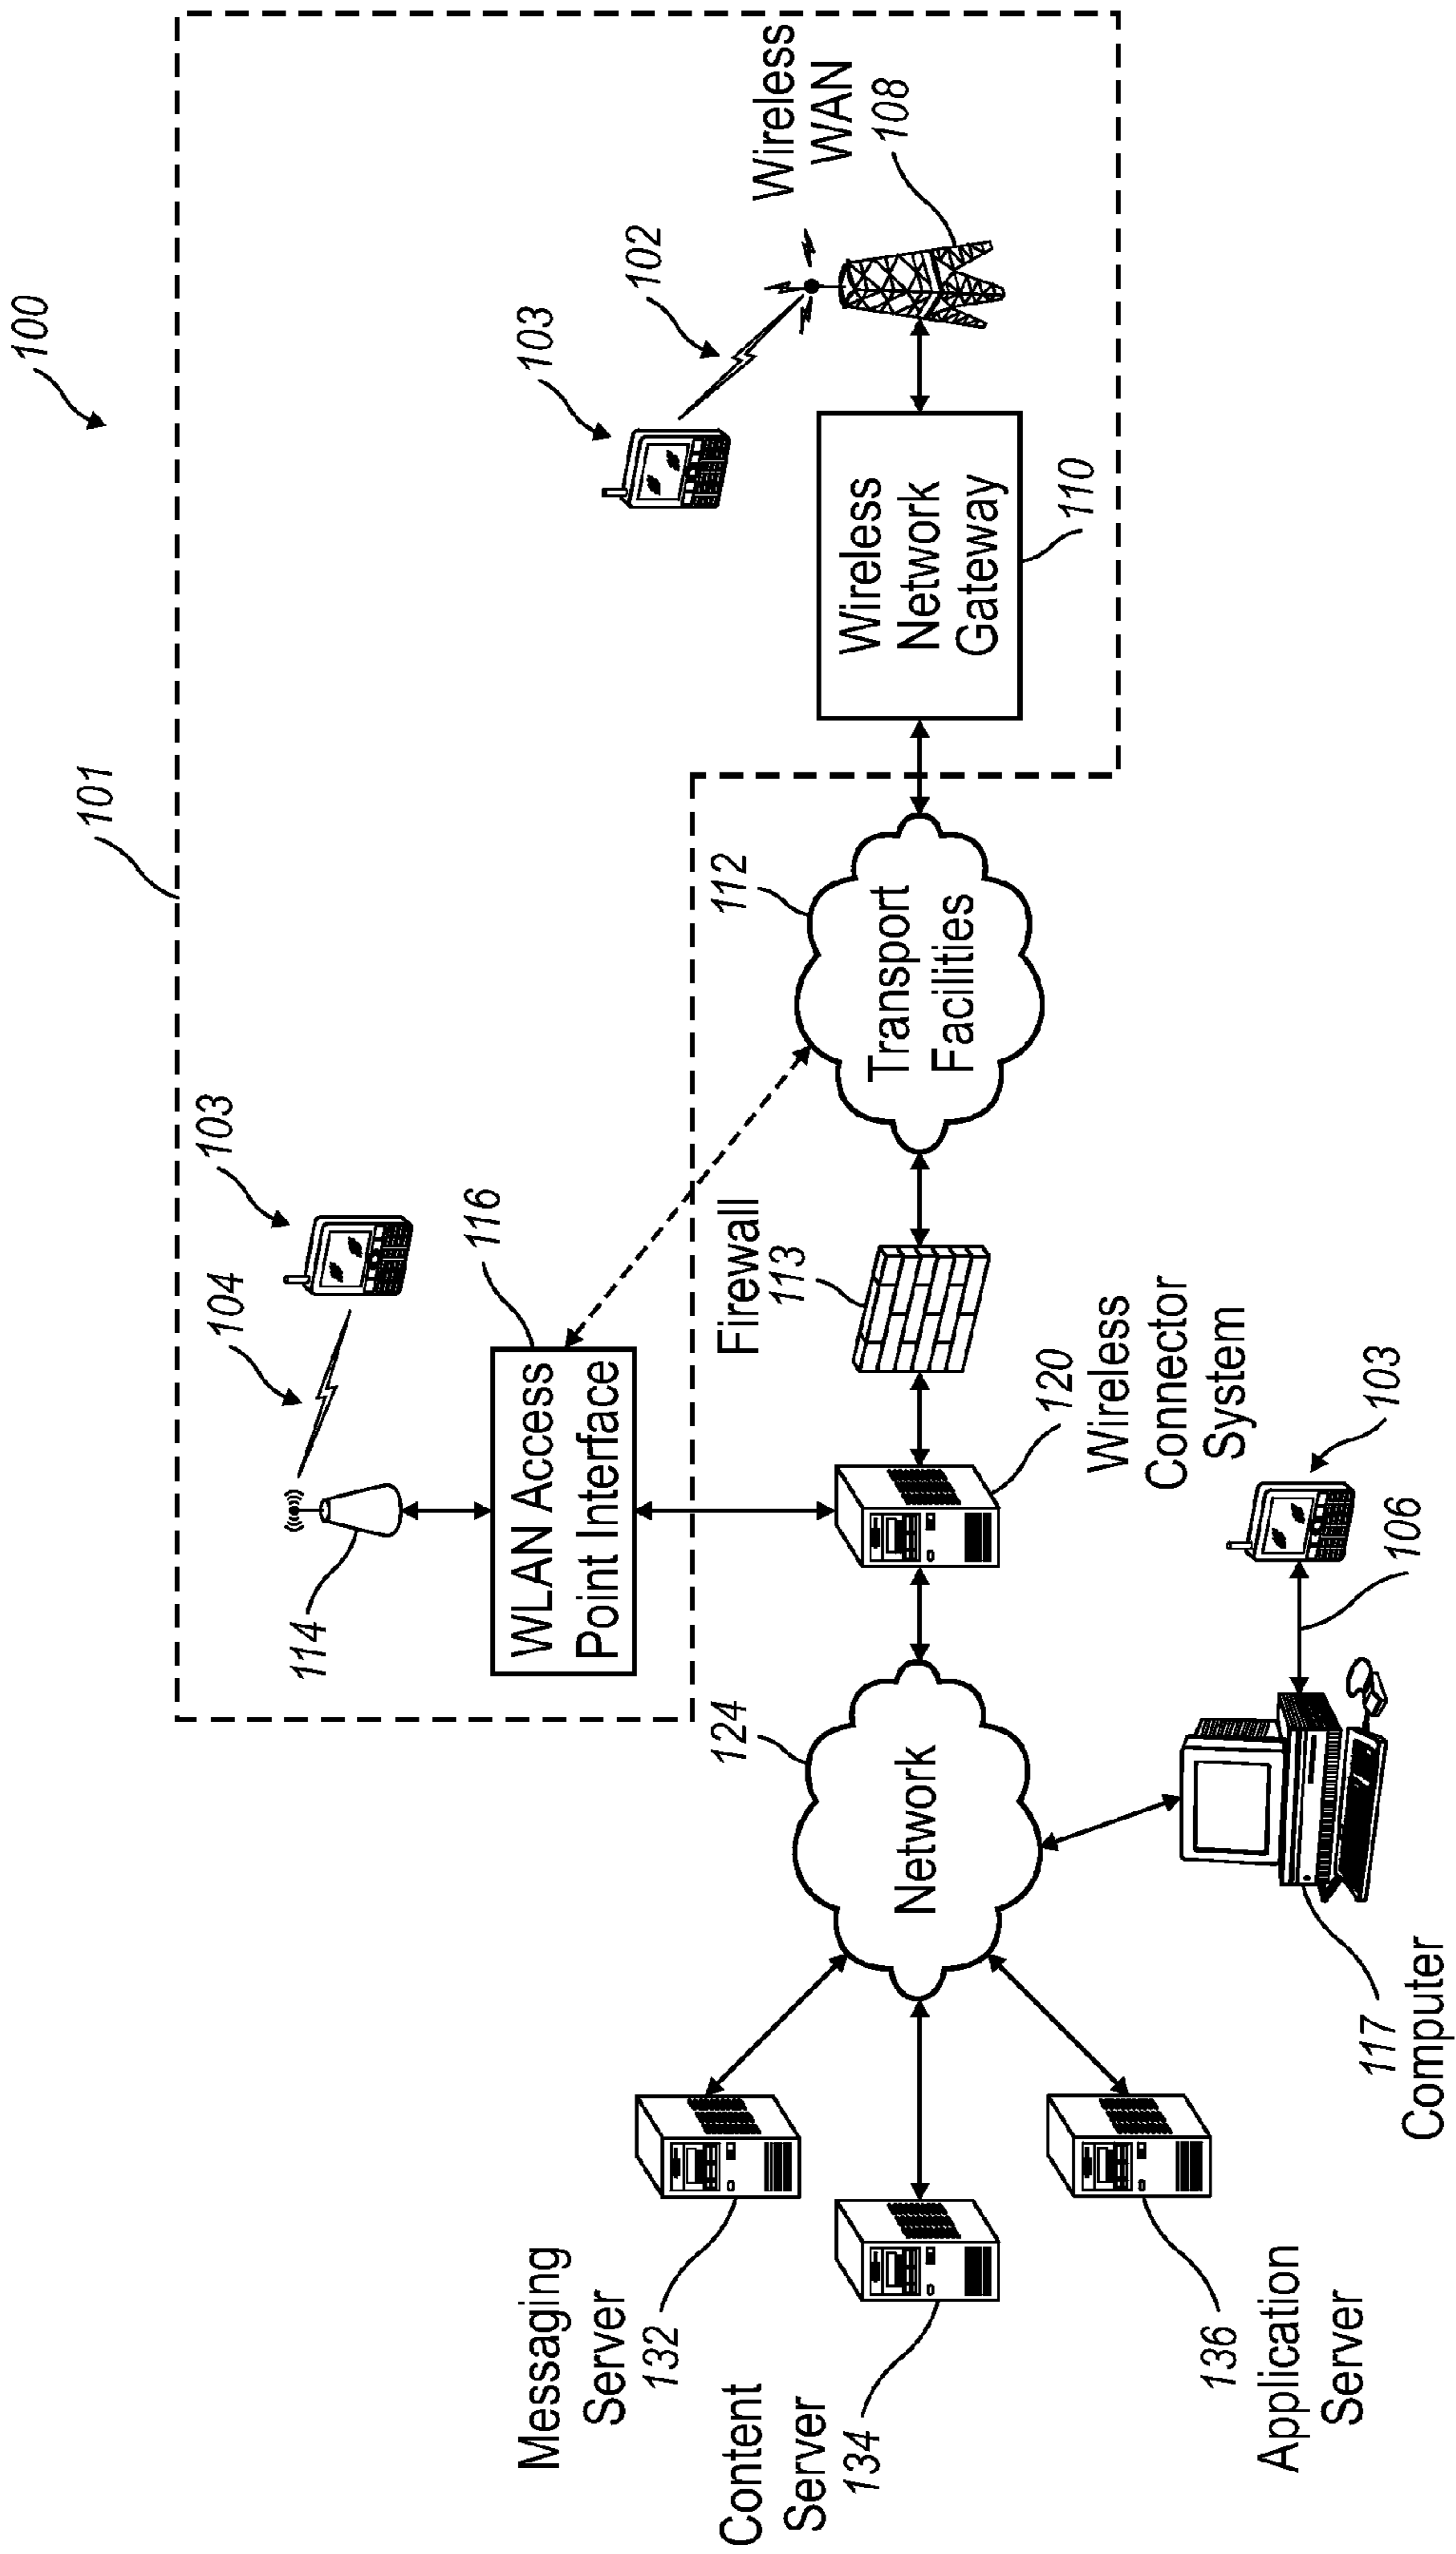 100
101
103
104
114
116
WLAN Access
Point Interface
103
102
Wireless
WAN
108
Wireless
Network
Gateway
110
112
Transport
Facilities
Firewall
113
120
Wireless
Connector
System
124
Network
Messaging
Server
132
Content
Server
134
136
Application
Server
103
106
117
Computer